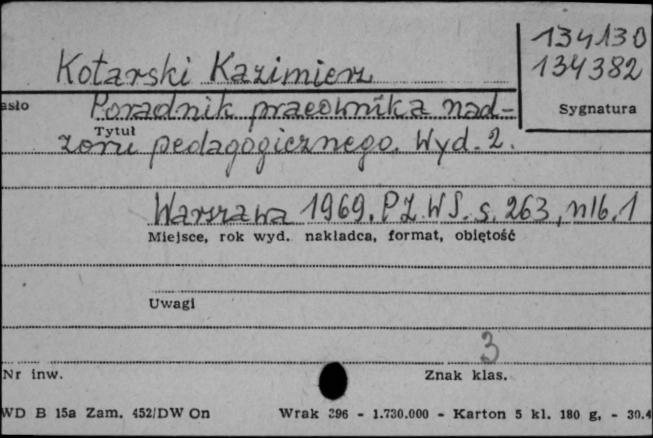 134130
Kotarski Kazimierz 134382
asło Poradnik pracownika nad- Sygnatura
Tytuł
zoru pedagogicznego. Wyd. 2.
Warszawa 1969. PZWS. s. 263, nlb. 1
Miejsce, rok wyd. nakładca, format, objętość
Uwagi
3
Nr inw. Znak klas.
WD B 15a Zam. 452/DW On Wrak 296 - 1.730.000 - Karton 5 kl. 180 g, - 30.4